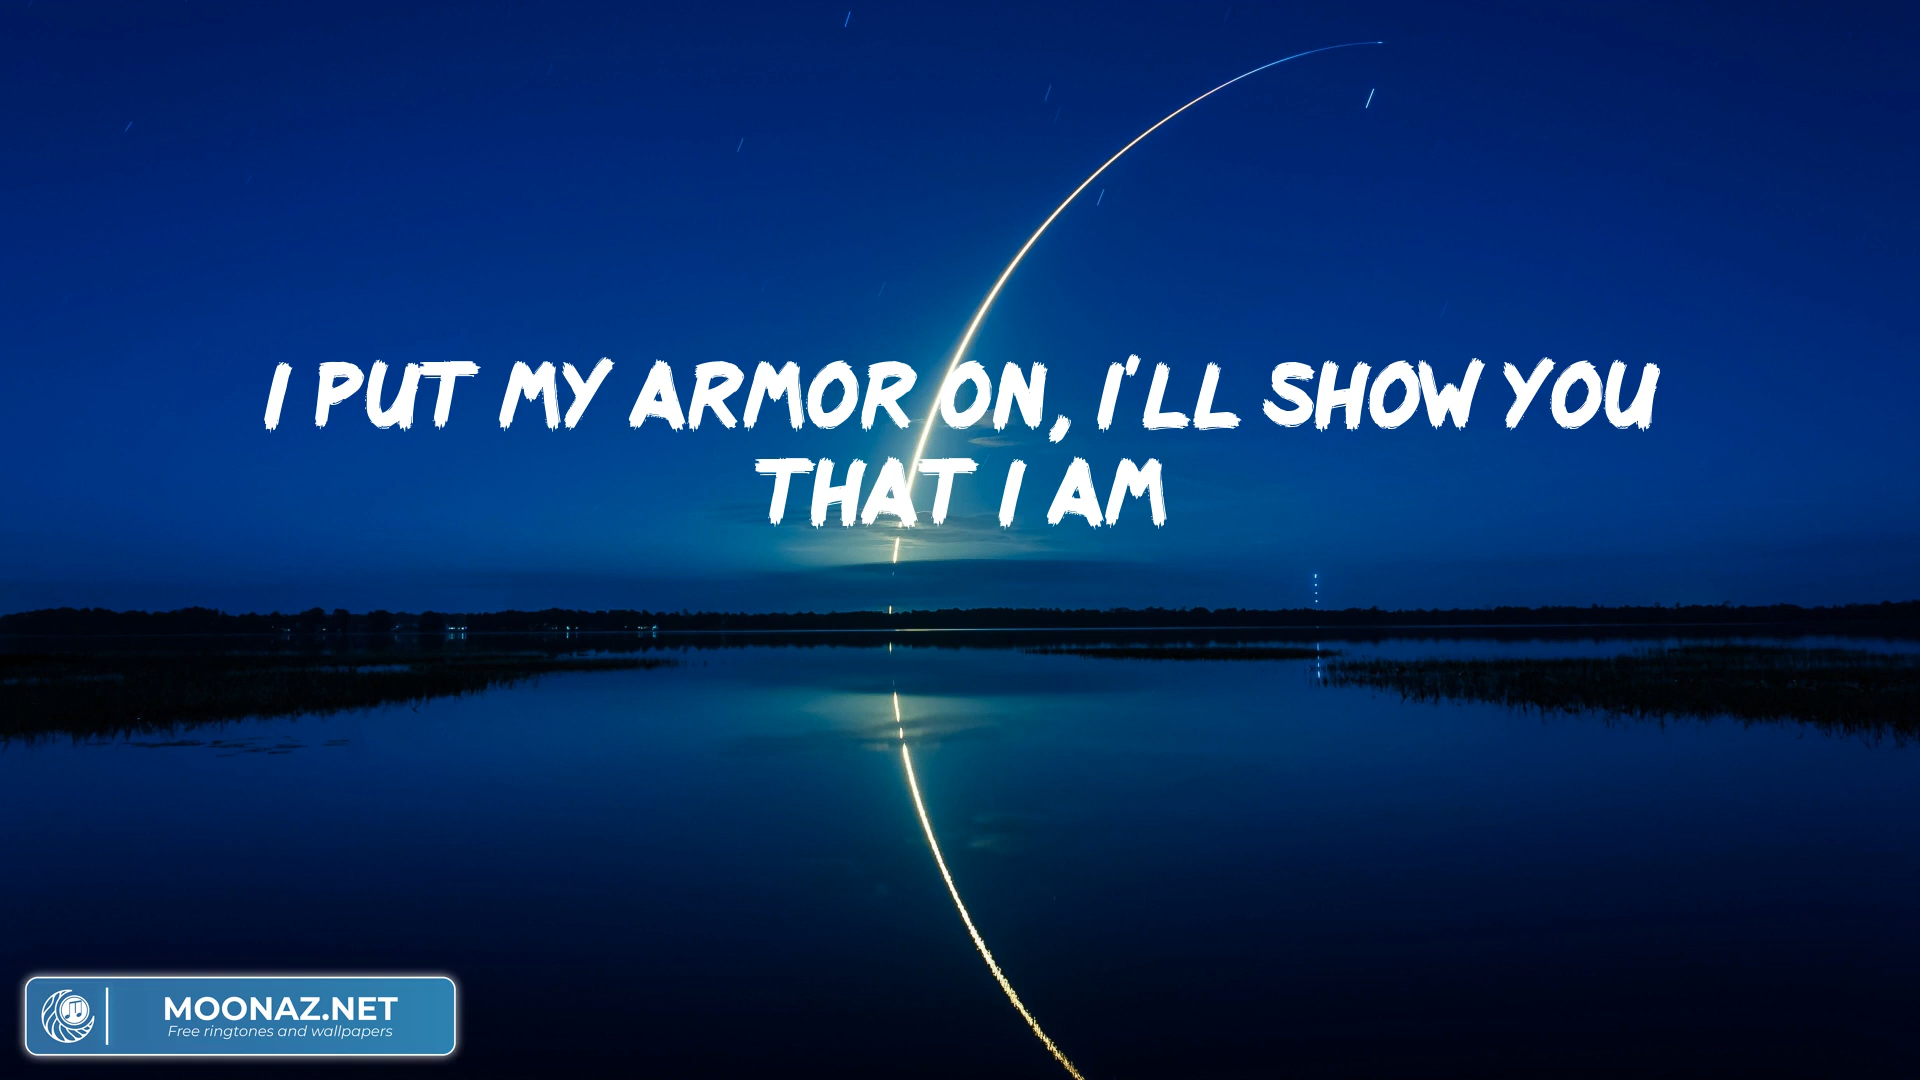 I PUT MY ARMOR ON, I'LL SHOW YOU
THAT I AM
MOONAZ.NET
Free ringtones and wallpapers